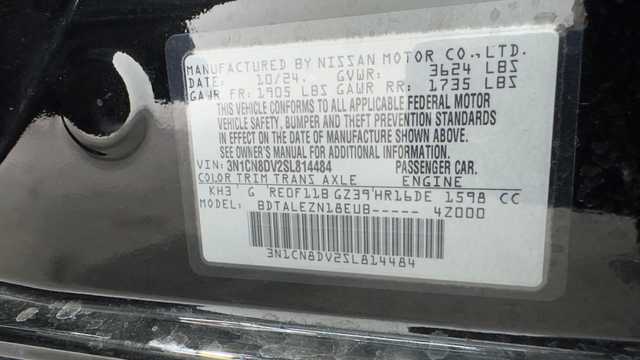 MANUFACTURED BY NISSAN MOTOR CO., LTD.
DATE: 10/24. GVWR: 3624 LBS
GAWR FR: 1905 LBS GAWR RR: 1735 LBS
THIS VEHICLE CONFORMS TO ALL APPLICABLE FEDERAL MOTOR
VEHICLE SAFETY, BUMPER AND THEFT PREVENTION STANDARDS
IN EFFECT ON THE DATE OF MANUFACTURE SHOWN ABOVE.
SEE OWNER'S MANUAL FOR ADDITIONAL INFORMATION.
VIN: 3N1CN8DV2SL814484 PASSENGER CAR.
COLOR TRIM TRANS AXLE ENGINE
KH3 G RE0F11B GZ39 HR16DE 1598 CC
MODEL: BDTALEZN18EUB----- 4Z000
3N1CN8DV2SL814484